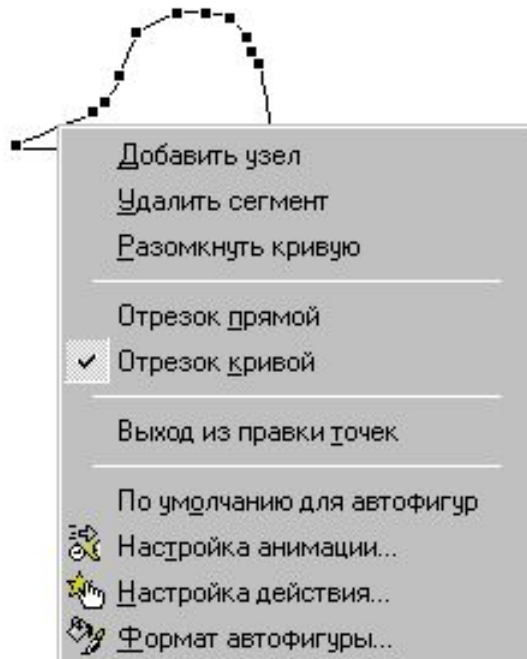 Добавить узел
Удалить сегмент
Разомкнуть кривую
Отрезок прямой
Отрезок кривой
Выход из правки точек
По умолчанию для автофигур
Настройка анимации...
Настройка действия...
Формат автофигуры...